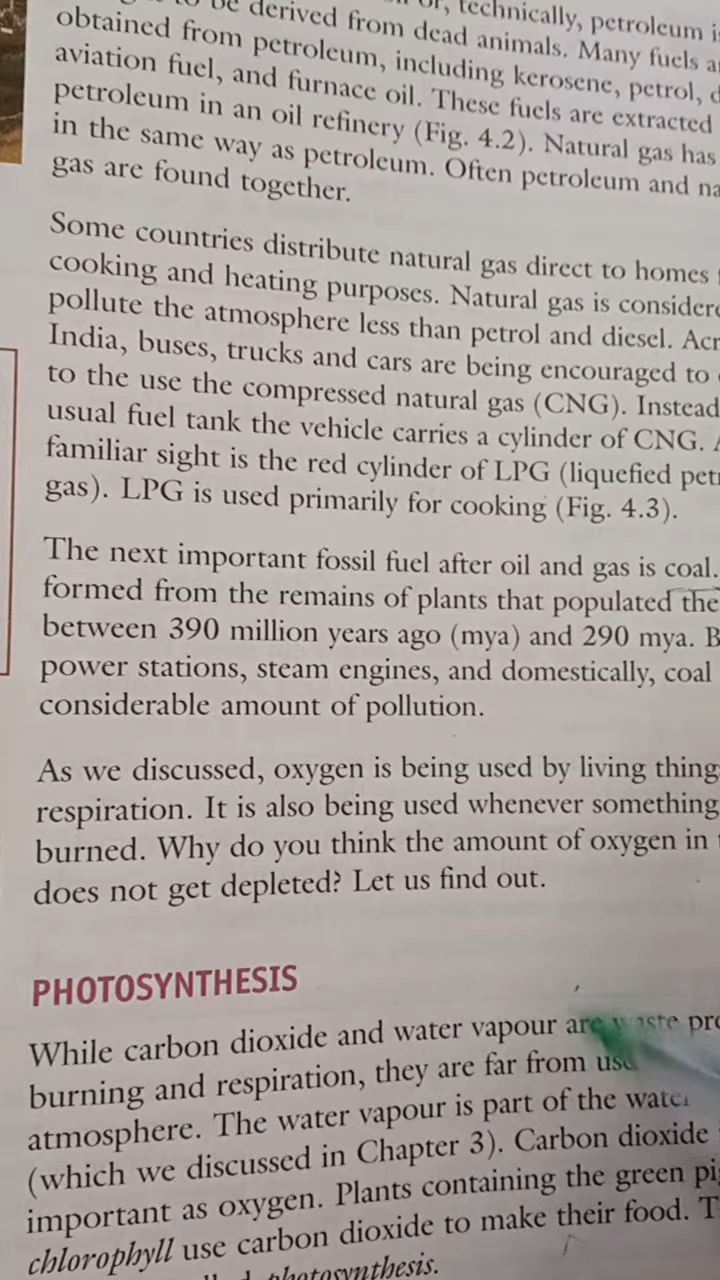 be derived from dead animals. Many fuels
technically, petroleum
obtained from petroleum, including kerosene, petrol,
aviation fuel, and furnace oil. These fuels are extracted
petroleum in an oil refinery (Fig. 4.2). Natural gas has
in the same way as petroleum. Often petroleum and
gas are found together.
Some countries distribute natural gas direct to homes
cooking and heating purposes. Natural gas is
pollute the atmosphere less than petrol and diesel.
India, buses, trucks and cars are being encouraged to
to the use the compressed natural gas (CNG). Instead
usual fuel tank the vehicle carries a cylinder of CNG.
familiar sight is the red cylinder of LPG (liquefied
gas). LPG is used primarily for cooking (Fig. 4.3).
The next important fossil fuel after oil and gas is coal.
formed from the remains of plants that populated the
between 390 million years ago (mya) and 290 mya.
power stations, steam engines, and domestically, coal
considerable amount of pollution.
As we discussed, oxygen is being used by living
respiration. It is also being used whenever something
burned. Why do you think the amount of oxygen in
does not get depleted? Let us find out.
PHOTOSYNTHESIS
While carbon dioxide and water vapour are waste
burning and respiration, they are far from
atmosphere. The water vapour is part of the
(which we discussed in Chapter 3). Carbon dioxide
important as oxygen. Plants containing the green
chlorophyll use carbon dioxide to make their food.
photosynthesis.